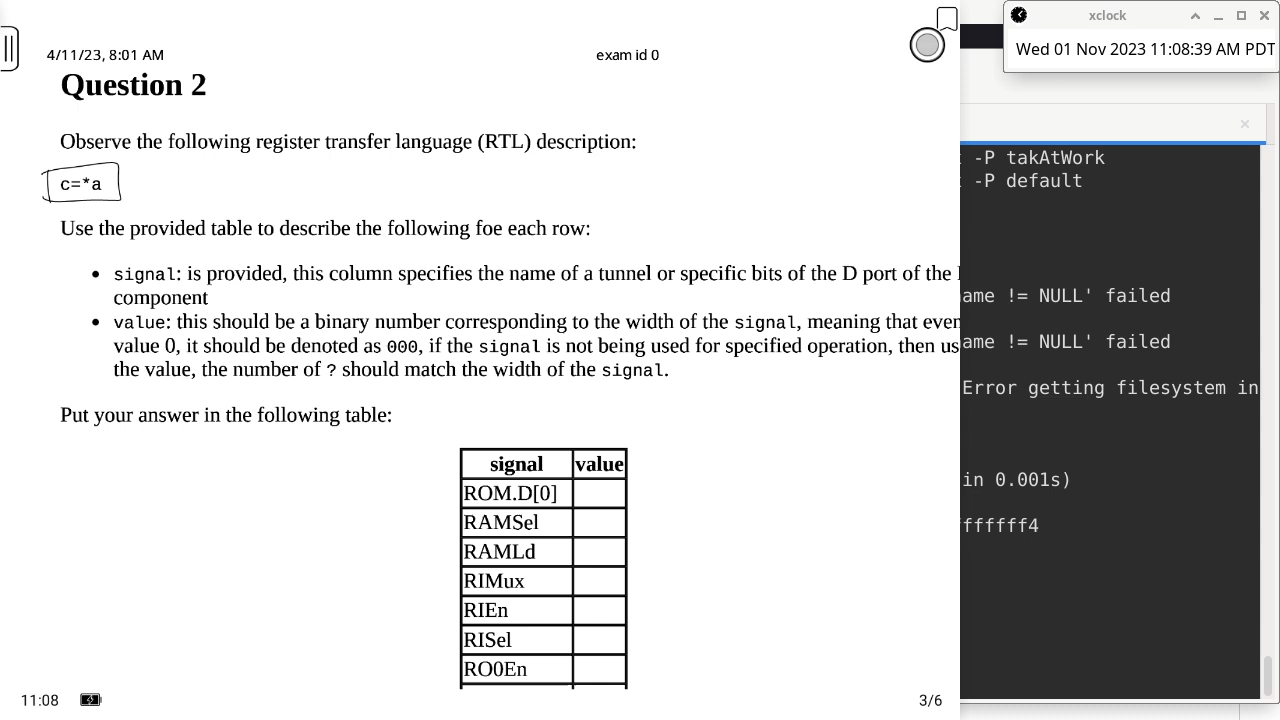 4/11/23, 8:01 AM
exam id 0
Question 2
Observe the following register transfer language (RTL) description:
c=*a
Use the provided table to describe the following foe each row:
• signal: is provided, this column specifies the name of a tunnel or specific bits of the D port of the
component
• value: this should be a binary number corresponding to the width of the signal, meaning that even
value 0, it should be denoted as 000, if the signal is not being used for specified operation, then us
the value, the number of ? should match the width of the signal.
Put your answer in the following table:
signal value
ROM.D[0]
RAMSel
RAMLd
RIMux
RIEn
RISel
RO0En
11:08
3/6
xclock
Wed 01 Nov 2023 11:08:39 AM PDT
-P takAtWork
-P default
ame != NULL' failed
ame != NULL' failed
Error getting filesystem in
in 0.001s)
fffffff4